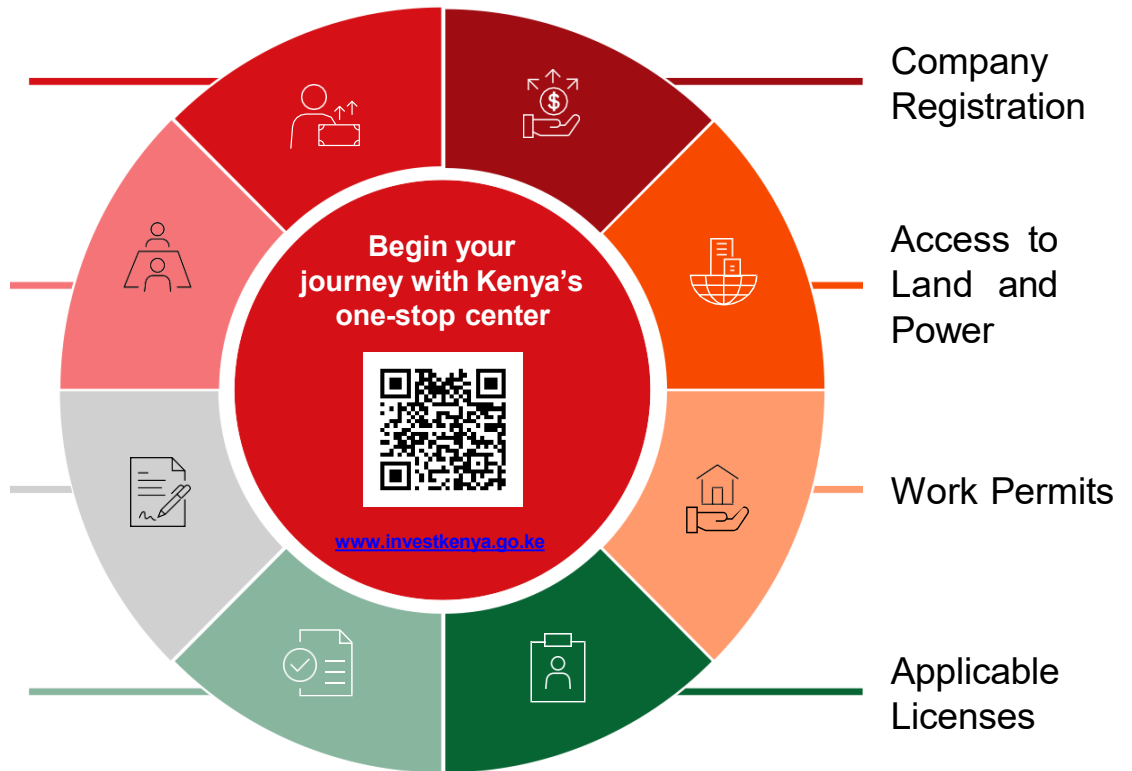 Company
Registration
Begin your
journey with Kenya's
one-stop center
www.investkenya.go.ke
Access to
Land and
Power
Work Permits
Applicable
Licenses